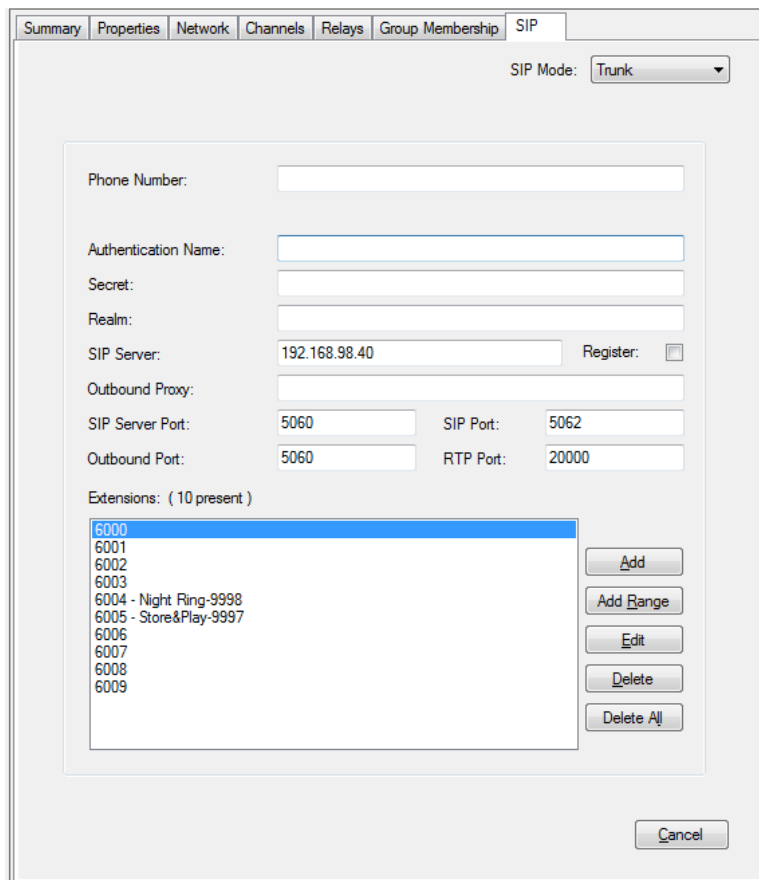 Summary Properties Network Channels Relays Group Membership SIP
SIP Mode: Trunk
Phone Number:
Authentication Name:
Secret:
Realm:
SIP Server: 192.168.98.40 Register:
Outbound Proxy:
SIP Server Port: 5060 SIP Port: 5062
Outbound Port: 5060 RTP Port: 20000
Extensions: ( 10 present )
6000
6001
6002
6003
6004 - Night Ring-9998
6005 - Store&Play-9997
6006
6007
6008
6009
Add
Add Range
Edit
Delete
Delete All
Cancel